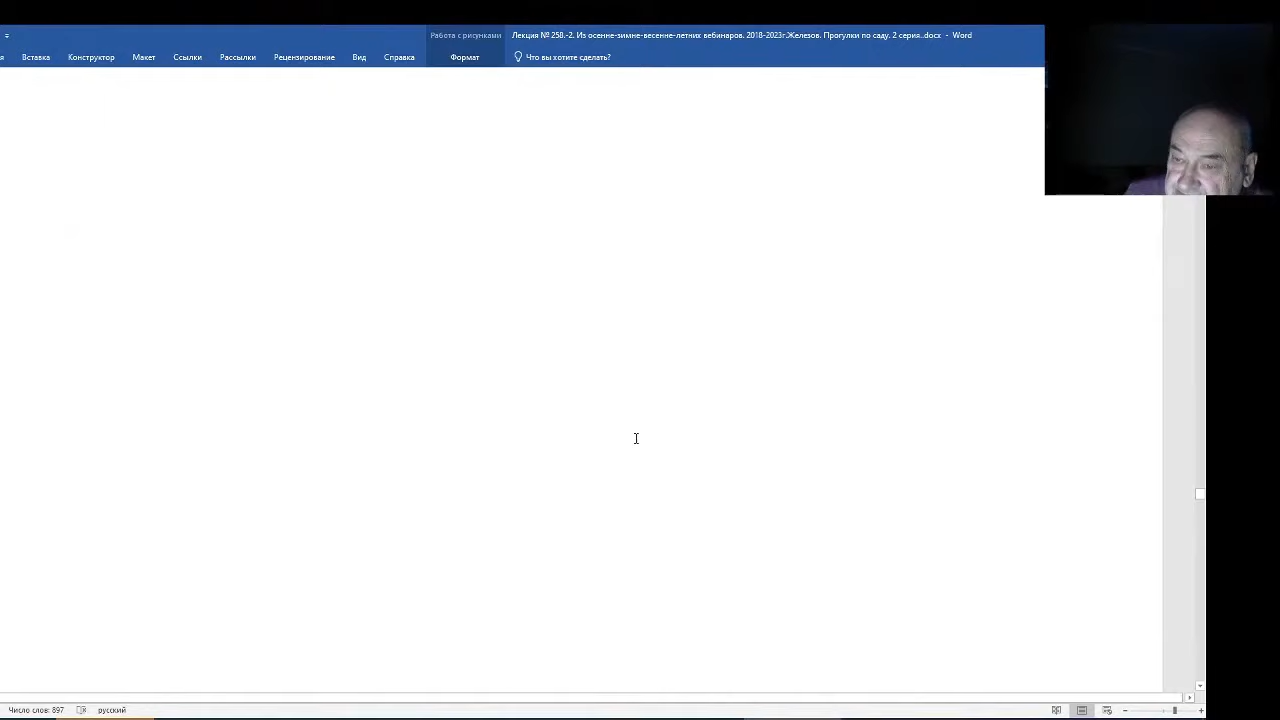 Работа с рисунками
Лекция № 258.-2. Из осенне-зимне-весенне-летних вебинаров. 2018-2023г.Железов. Прогулки по саду. 2 серия..docx - Word
я Вставка Конструктор Макет Ссылки Рассылки Рецензирование Вид Справка Формат Что вы хотите сделать?
Число слов: 897 русский